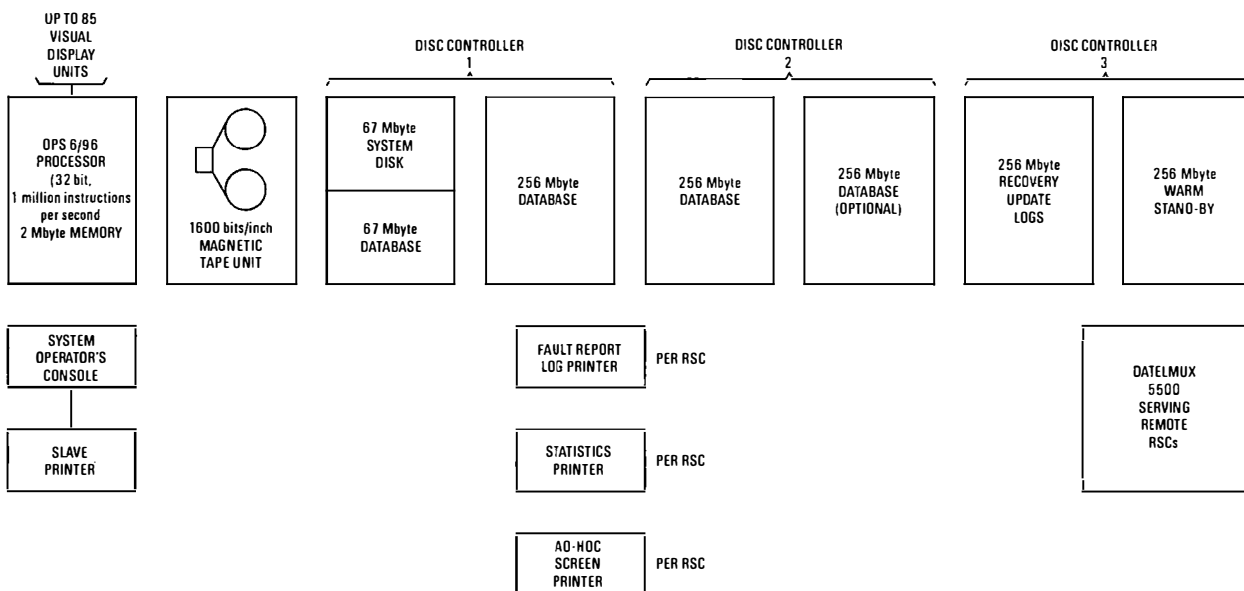 UP TO 85
VISUAL
DISPLAY
UNITS
DISC CONTROLLER
1
DISC CONTROLLER
2
OISC CONTROLLER
3
OPS 6/96
PROCESSOR
(32 bit,
1 million instructions
per second
2 Mbyte MEMORY
1600 bits/inch
MAGNETIC
TAPE UNIT
67 Mbyte
SYSTEM
DISK
67 Mbyte
DATABASE
256 Mbyte
DATABASE
256 Mbyte
DATABASE
256 Mbyte
DATABASE
(OPTIONAL)
256 Mbyte
RECOVERY
UPDATE
LOGS
256 Mbyte
WARM
STANO-BY
SYSTEM
OPERATOR'S
CONSOLE
FAULT REPORT
LOG PRINTER
PER RSC
DATELMUX
5500
SERVING
REMOTE
RSCs
SLAVE
PRINTER
STATISTICS
PRINTER
PER RSC
AO-HOC
SCREEN
PRINTER
PER RSC